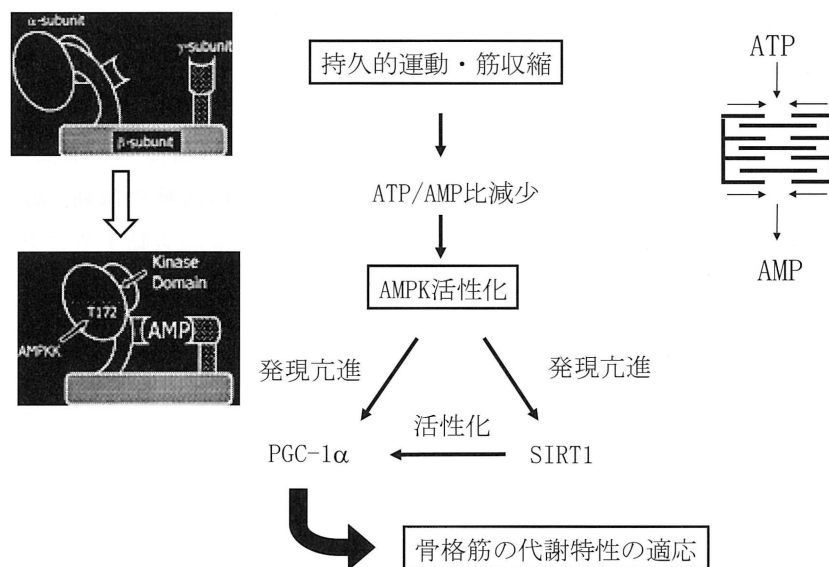 α-subunit
γ-subunit
β-subunit
Kinase
Domain
T172
AMP
AMPKK
持久的運動・筋収縮
ATP/AMP比減少
AMPK活性化
発現亢進
発現亢進
活性化
PGC-1α
SIRT1
骨格筋の代謝特性の適応
ATP
AMP